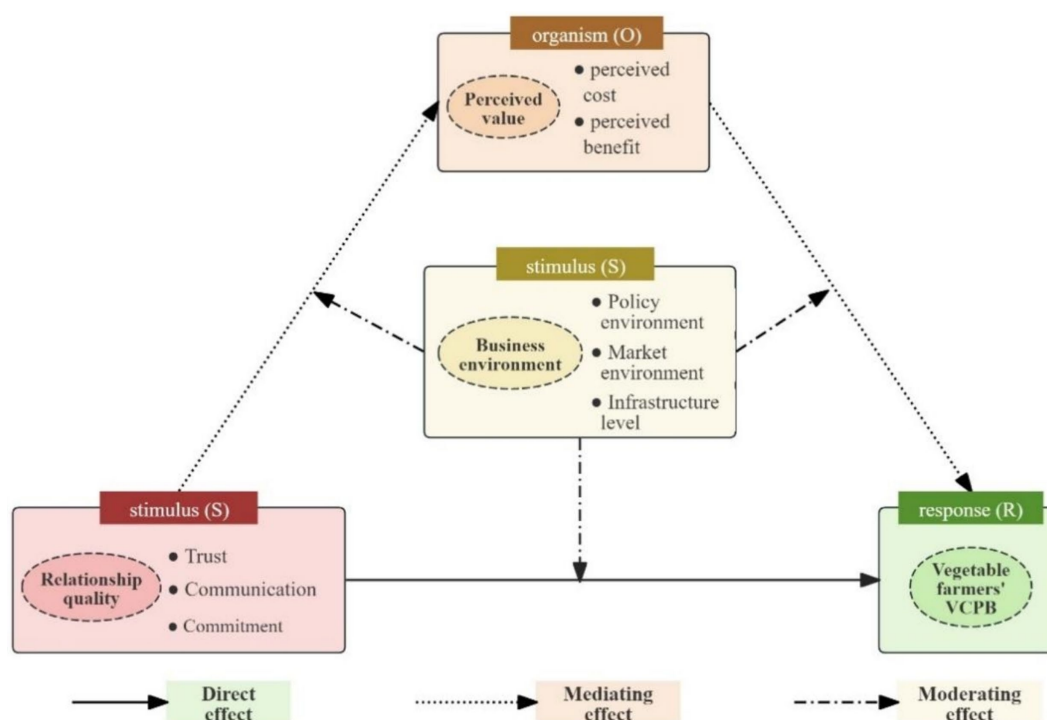 organism (O)
Perceived
value
● perceived
cost
● perceived
benefit
stimulus (S)
Business
environment
● Policy
environment
● Market
environment
● Infrastructure
level
stimulus (S)
Relationship
quality
● Trust
● Communication
● Commitment
response (R)
Vegetable
farmers'
VCPB
Direct
effect
Mediating
effect
Moderating
effect